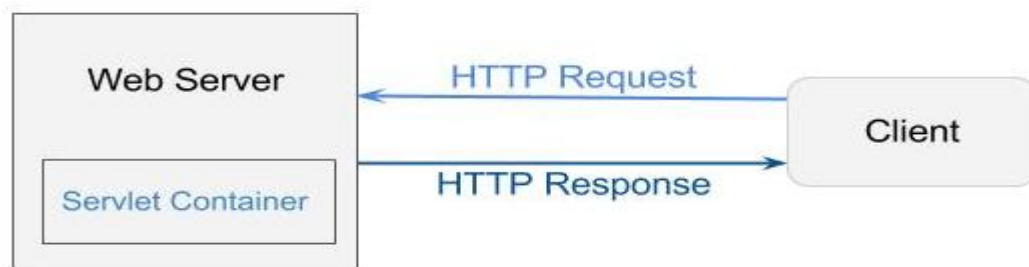 Web Server
HTTP Request
Client
HTTP Response
Servlet Container